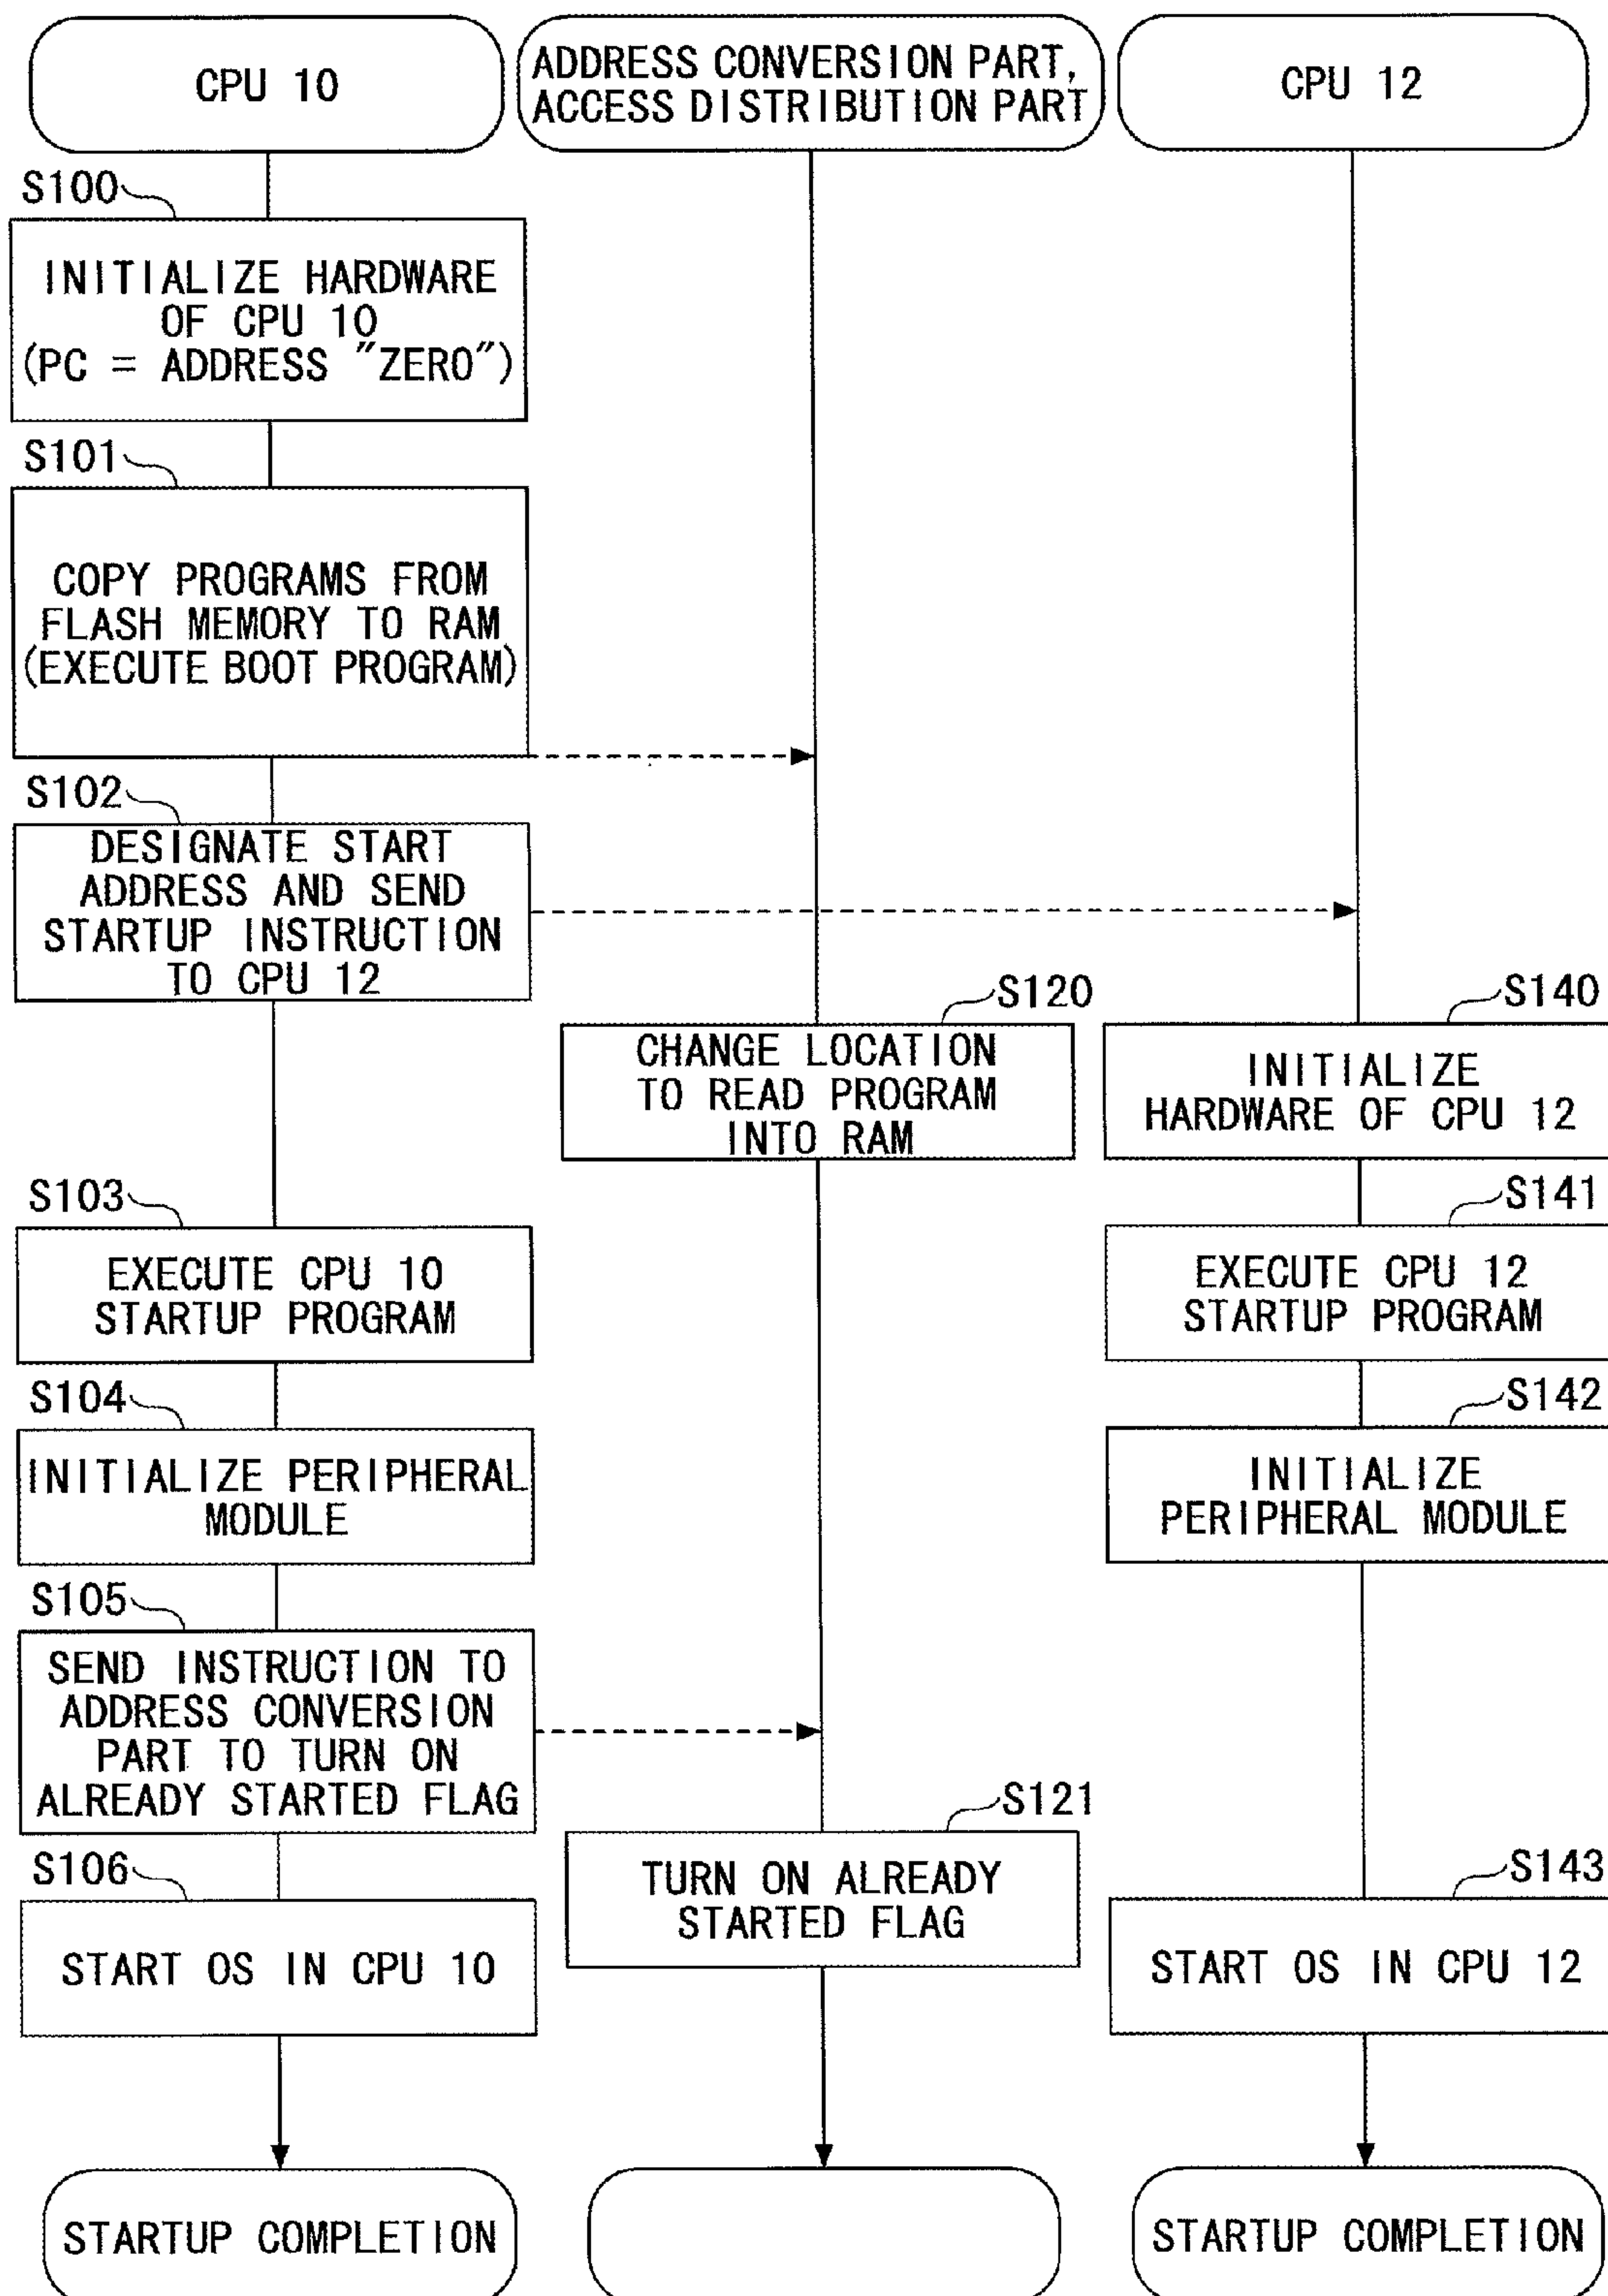 CPU 10
ADDRESS CONVERSION PART,
ACCESS DISTRIBUTION PART
CPU 12
S100
INITIALIZE HARDWARE
OF CPU 10
(PC = ADDRESS "ZERO")
S101
COPY PROGRAMS FROM
FLASH MEMORY TO RAM
(EXECUTE BOOT PROGRAM)
S102
DESIGNATE START
ADDRESS AND SEND
STARTUP INSTRUCTION
TO CPU 12
S120
CHANGE LOCATION
TO READ PROGRAM
INTO RAM
S140
INITIALIZE
HARDWARE OF CPU 12
S103
EXECUTE CPU 10
STARTUP PROGRAM
S141
EXECUTE CPU 12
STARTUP PROGRAM
S104
INITIALIZE PERIPHERAL
MODULE
S142
INITIALIZE
PERIPHERAL MODULE
S105
SEND INSTRUCTION TO
ADDRESS CONVERSION
PART TO TURN ON
ALREADY STARTED FLAG
S121
TURN ON ALREADY
STARTED FLAG
S106
START OS IN CPU 10
S143
START OS IN CPU 12
STARTUP COMPLETION
STARTUP COMPLETION